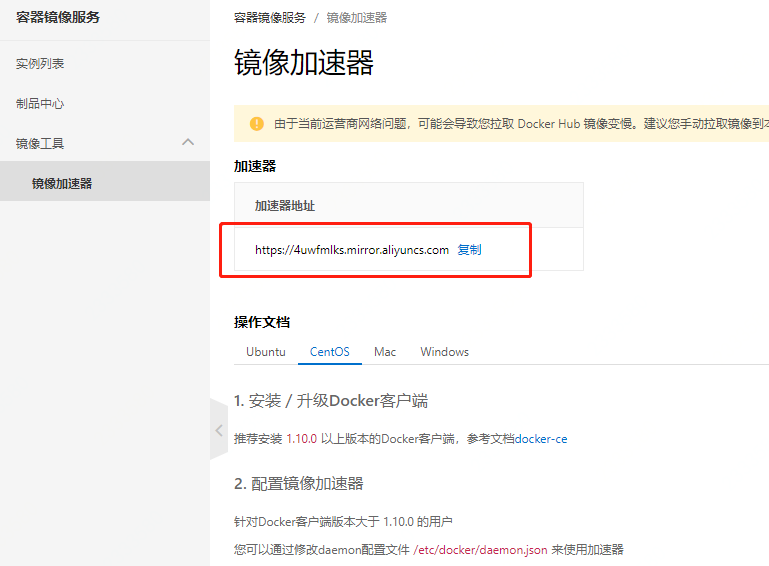 容器镜像服务
实例列表
制品中心
镜像工具
镜像加速器
容器镜像服务 / 镜像加速器
镜像加速器
由于当前运营商网络问题，可能会导致您拉取 Docker Hub 镜像变慢。建议您手动拉取镜像到本
加速器
加速器地址
https://4uwfmlks.mirror.aliyuncs.com 复制
操作文档
Ubuntu CentOS Mac Windows
1. 安装 / 升级Docker客户端
推荐安装 1.10.0 以上版本的Docker客户端，参考文档docker-ce
2. 配置镜像加速器
针对Docker客户端版本大于 1.10.0 的用户
您可以通过修改daemon配置文件 /etc/docker/daemon.json 来使用加速器